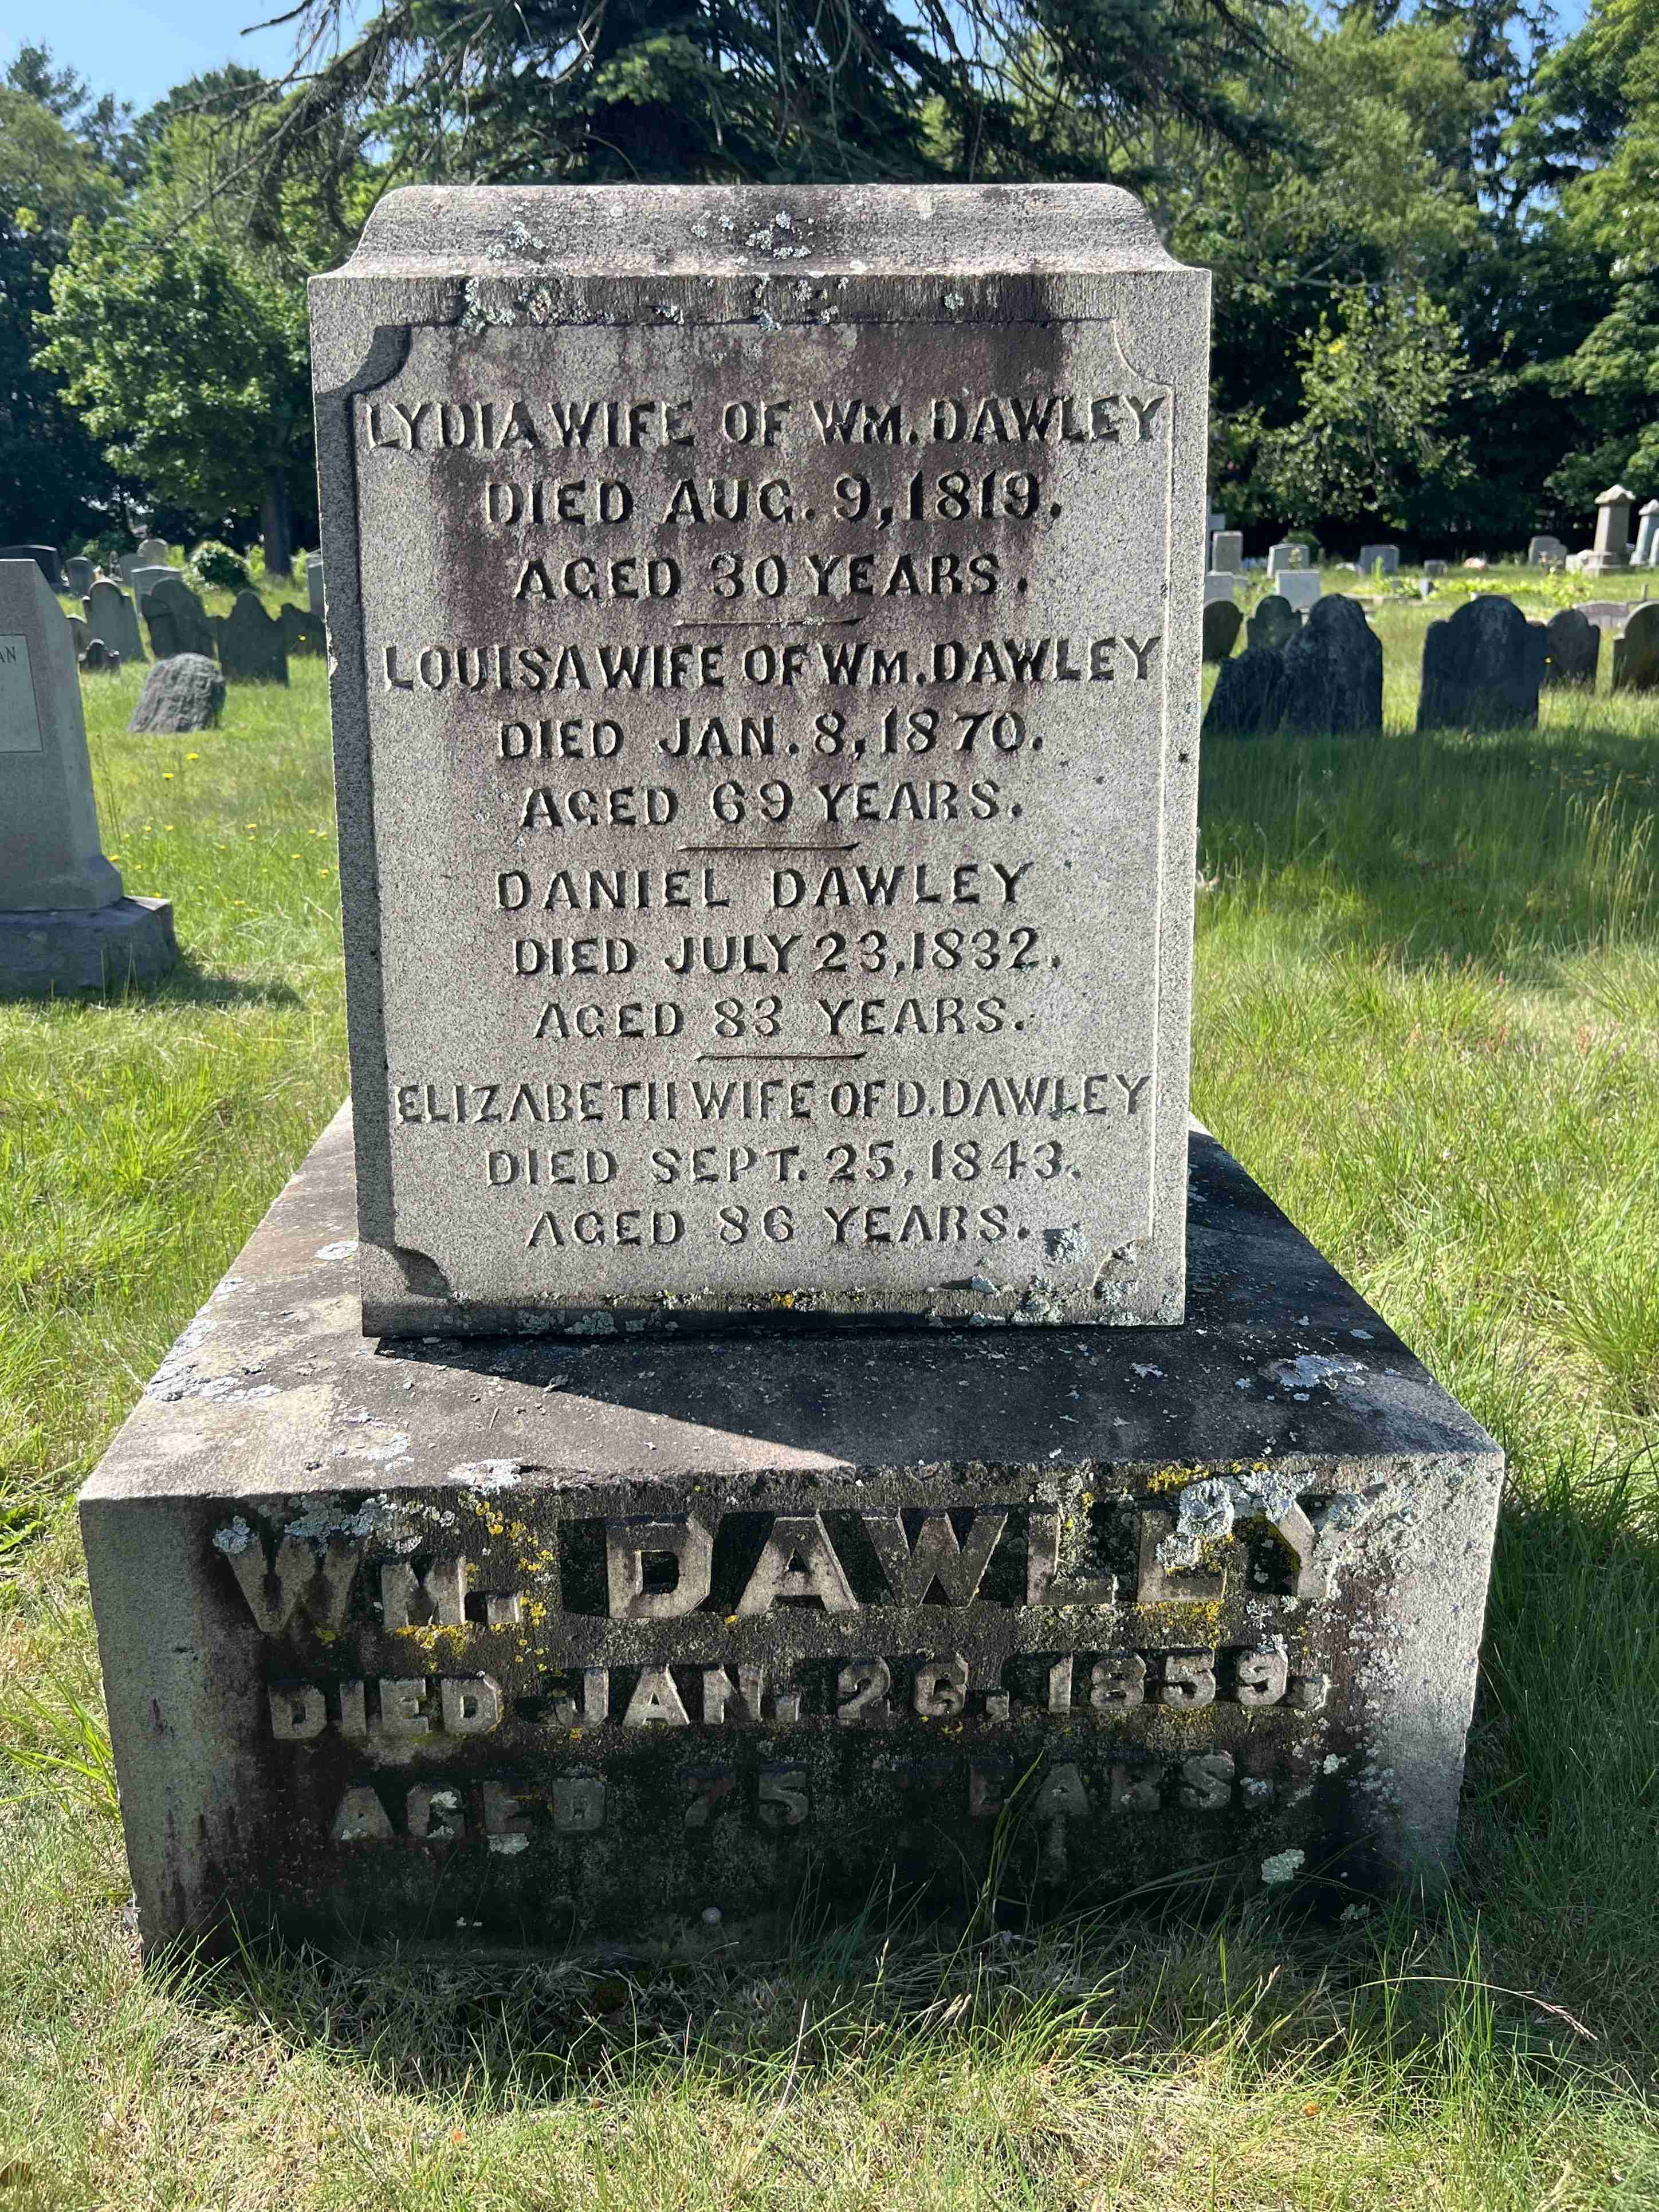 LYDIA WIFE OF WM. DAWLEY
DIED AUG. 9, 1819.
AGED 30 YEARS.
LOUISA WIFE OF WM. DAWLEY
DIED JAN. 8, 1870.
AGED 69 YEARS.
DANIEL DAWLEY
DIED JULY 23, 1832.
AGED 83 YEARS.
ELIZABETH WIFE OF D. DAWLEY
DIED SEPT. 25, 1843.
AGED 86 YEARS.
WM. DAWLEY
DIED JAN. 26, 1859.
AGED 75 YEARS.